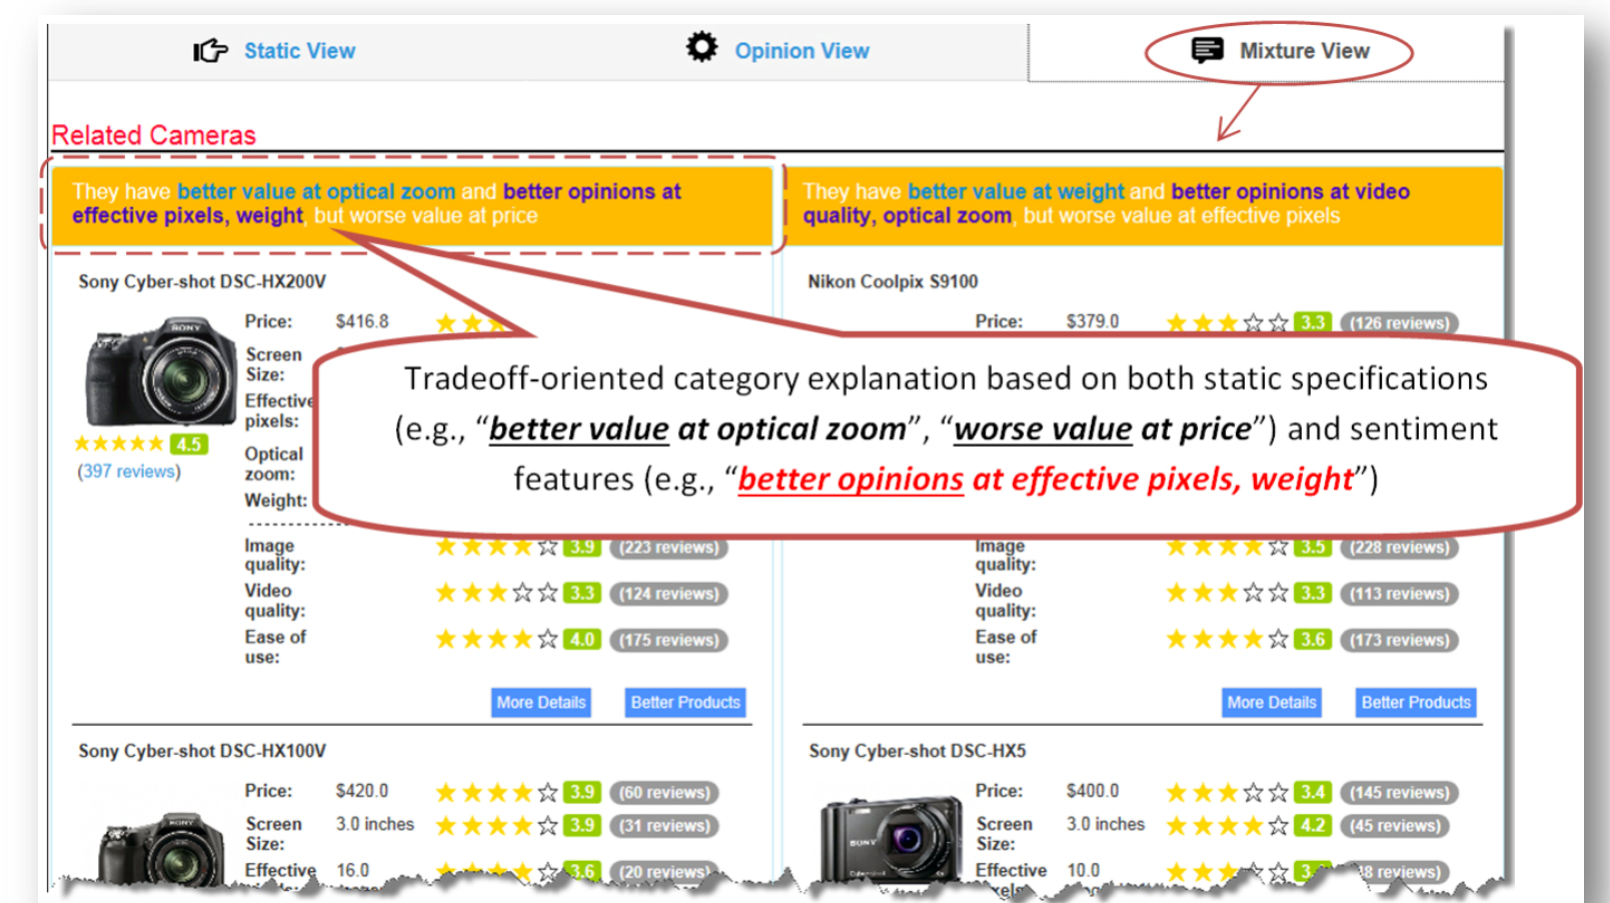 Static View
Opinion View
Mixture View
Related Cameras
They have better value at optical zoom and better opinions at
effective pixels, weight, but worse value at price
They have better value at weight and better opinions at video
quality, optical zoom, but worse value at effective pixels
Sony Cyber-shot DSC-HX200V
SONY
4.5
(397 reviews)
Price: $416.8
Screen
Size:
Effective
pixels:
Optical
zoom:
Weight:
Nikon Coolpix S9100
Price: $379.0 3.3 (126 reviews)
Tradeoff-oriented category explanation based on both static specifications
(e.g., “better value at optical zoom”, “worse value at price”) and sentiment
features (e.g., “better opinions at effective pixels, weight”)
Image
quality: 3.9 (223 reviews)
Video
quality: 3.3 (124 reviews)
Ease of
use: 4.0 (175 reviews)
More Details Better Products
Image
quality: 3.5 (228 reviews)
Video
quality: 3.3 (113 reviews)
Ease of
use: 3.6 (173 reviews)
More Details Better Products
Sony Cyber-shot DSC-HX100V
Price: $420.0 3.9 (60 reviews)
Screen
Size: 3.0 inches 3.9 (31 reviews)
Effective 16.0 3.6 (20 reviews)
Sony Cyber-shot DSC-HX5
SONY
Price: $400.0 3.4 (145 reviews)
Screen
Size: 3.0 inches 4.2 (45 reviews)
Effective 10.0 reviews)